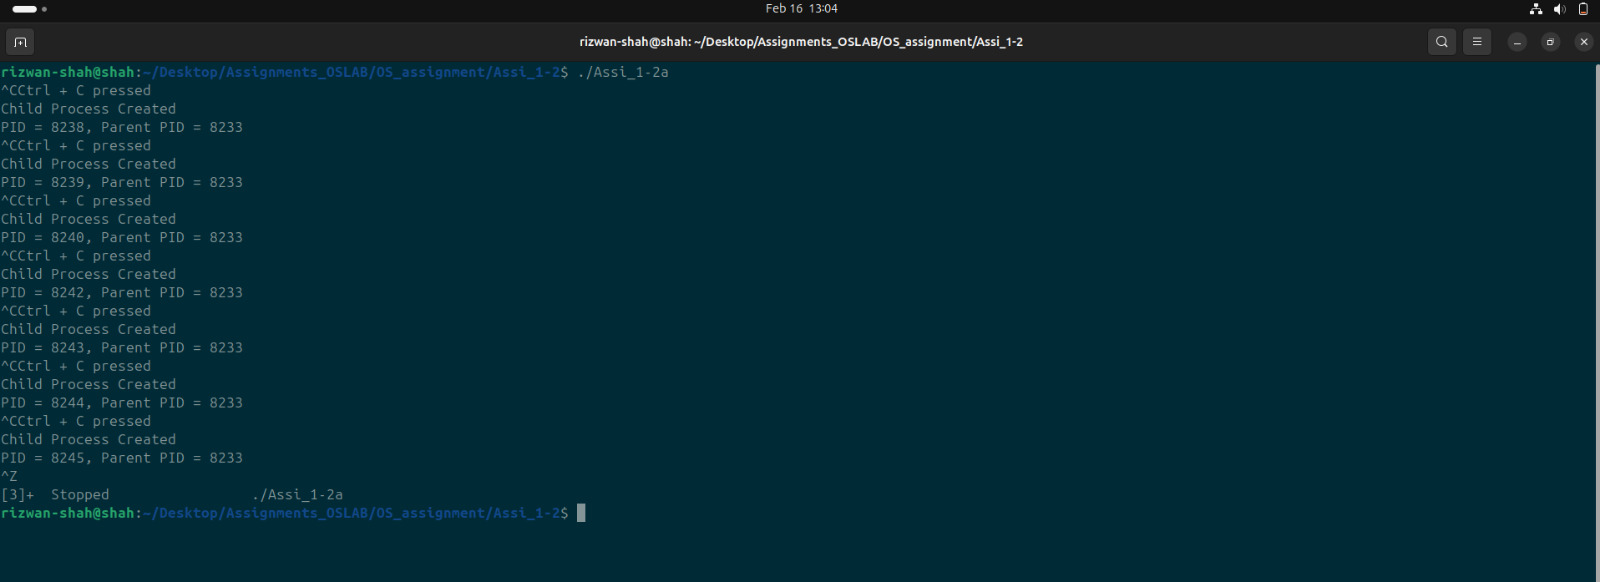 Feb 16 13:04
rizwan-shah@shah: ~/Desktop/Assignments_OSLAB/OS_assignment/Assi_1-2
rizwan-shah@shah:~/Desktop/Assignments_OSLAB/OS_assignment/Assi_1-2$ ./Assi_1-2a
^CCtrl + C pressed
Child Process Created
PID = 8238, Parent PID = 8233
^CCtrl + C pressed
Child Process Created
PID = 8239, Parent PID = 8233
^CCtrl + C pressed
Child Process Created
PID = 8240, Parent PID = 8233
^CCtrl + C pressed
Child Process Created
PID = 8242, Parent PID = 8233
^CCtrl + C pressed
Child Process Created
PID = 8243, Parent PID = 8233
^CCtrl + C pressed
Child Process Created
PID = 8244, Parent PID = 8233
^CCtrl + C pressed
Child Process Created
PID = 8245, Parent PID = 8233
^Z
[3]+  Stopped                 ./Assi_1-2a
rizwan-shah@shah:~/Desktop/Assignments_OSLAB/OS_assignment/Assi_1-2$